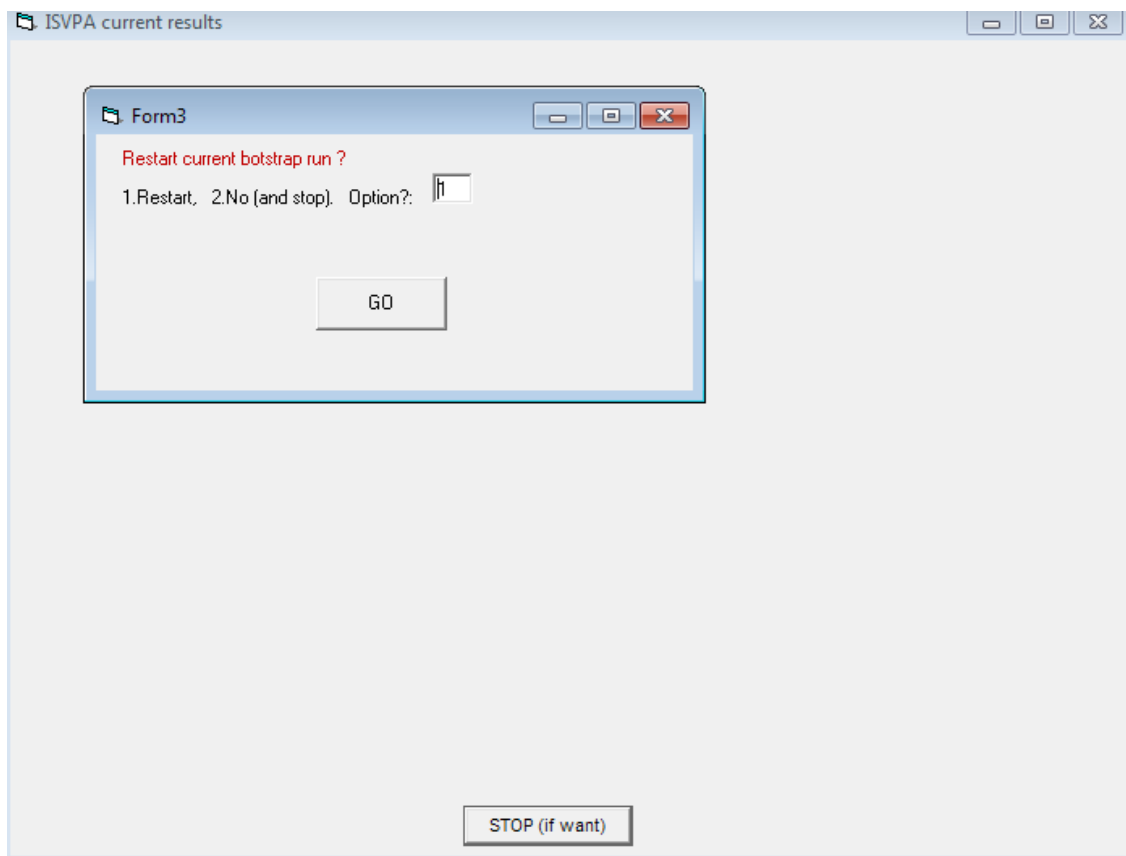 ISVPA current results
Form3
Restart current botstrap run ?
1.Restart, 2.No (and stop). Option?: 1
GO
STOP (if want)